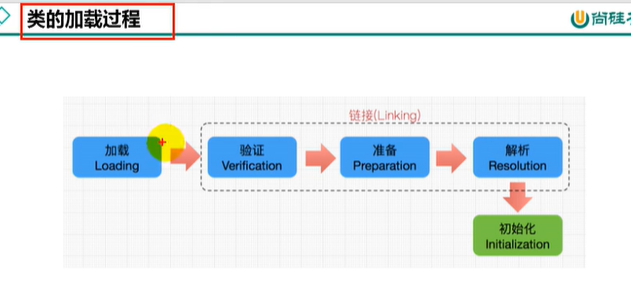 类的加载过程
尚硅
链接(Linking)
加载
Loading
验证
Verification
准备
Preparation
解析
Resolution
初始化
Initialization